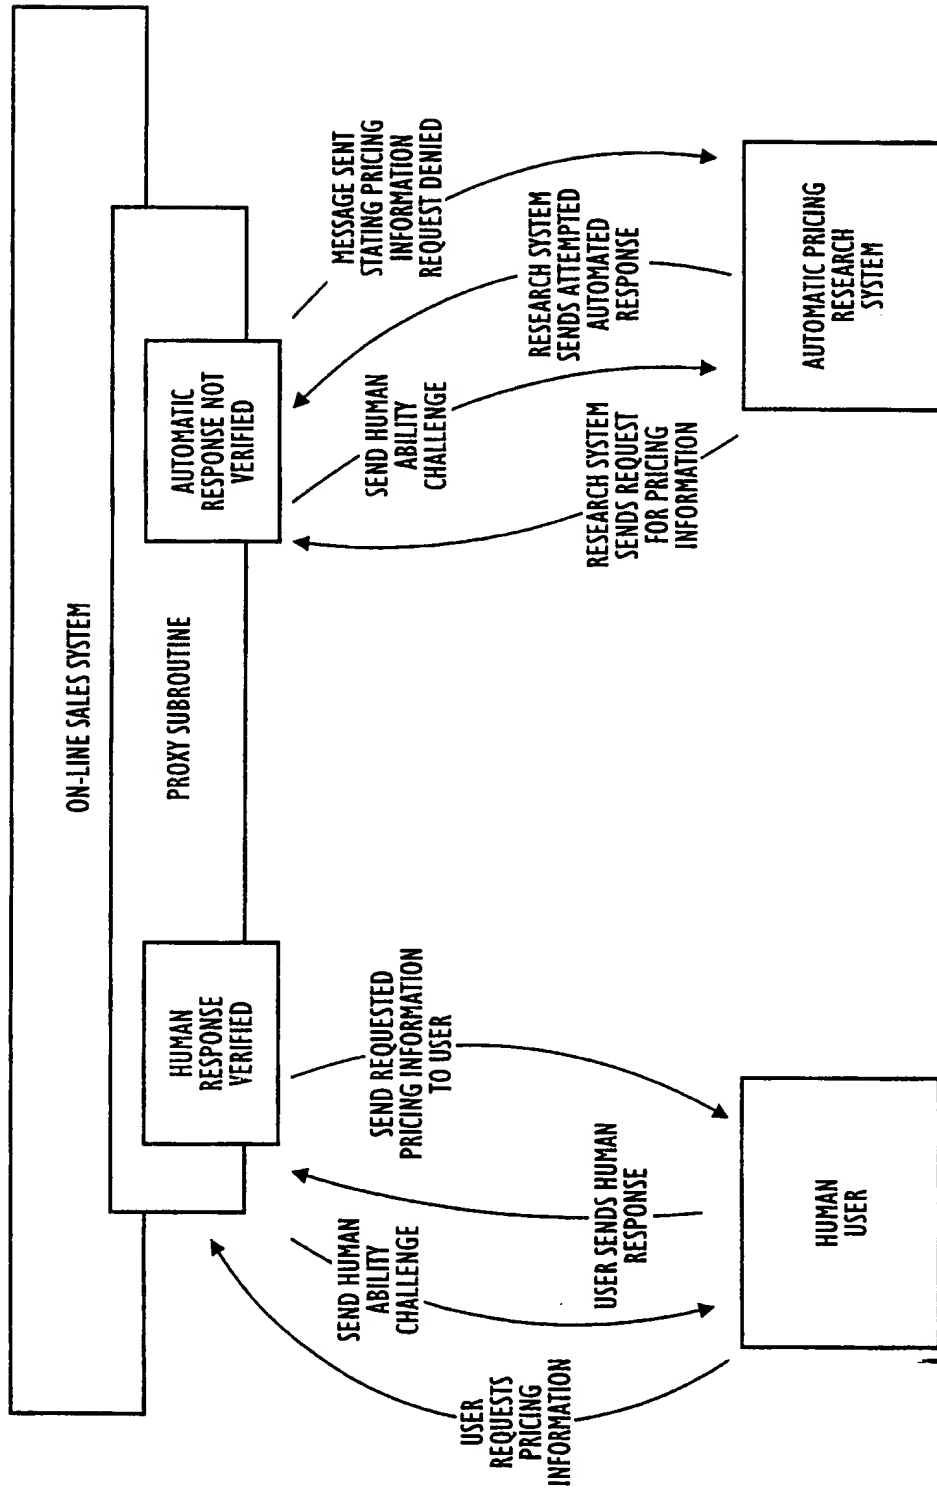 ON-LINE SALES SYSTEM
PROXY SUBROUTINE
HUMAN
RESPONSE
VERIFIED
AUTOMATIC
RESPONSE NOT
VERIFIED
USER
REQUESTS
PRICING
INFORMATION
SEND HUMAN
ABILITY
CHALLENGE
USER SENDS HUMAN
RESPONSE
SEND REQUESTED
PRICING INFORMATION
TO USER
RESEARCH SYSTEM
SENDS REQUEST
FOR PRICING
INFORMATION
SEND HUMAN
ABILITY
CHALLENGE
RESEARCH SYSTEM
SENDS ATTEMPTED
AUTOMATED
RESPONSE
MESSAGE SENT
STATING PRICING
INFORMATION
REQUEST DENIED
HUMAN
USER
AUTOMATIC PRICING
RESEARCH
SYSTEM